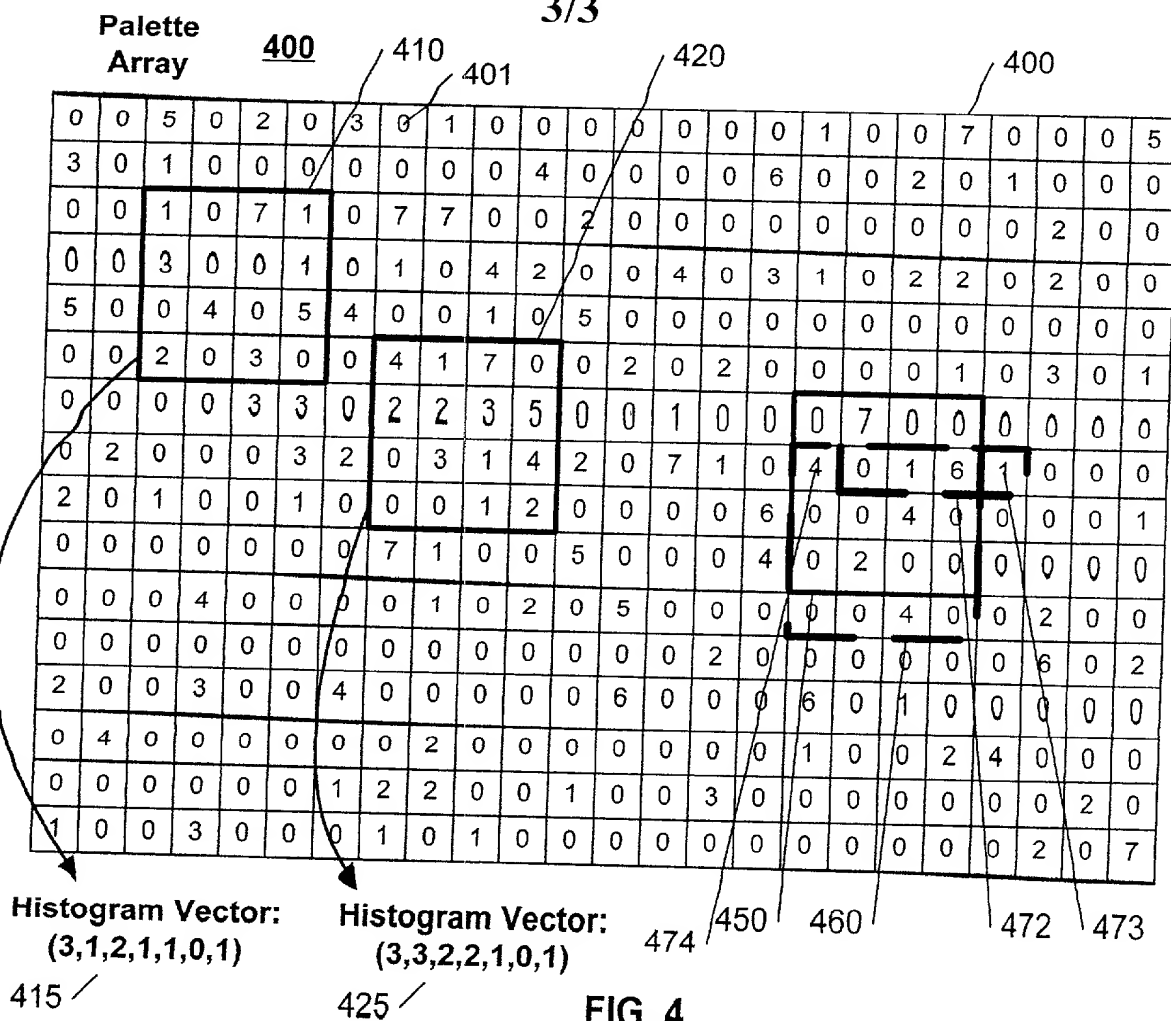 3/3
Palette
Array
400
410
401
420
400
0 0 5 0 2 0 3 0 1 0 0 0 0 0 0 0 1 0 0 7 0 0 0 5
3 0 1 0 0 0 0 0 0 0 4 0 0 0 0 6 0 0 2 0 1 0 0 0
0 0 1 0 7 1 0 7 7 0 0 2 0 0 0 0 0 0 0 0 0 2 0 0
0 0 3 0 0 1 0 1 0 4 2 0 0 4 0 3 1 0 2 2 0 2 0 0
5 0 0 4 0 5 4 0 0 1 0 5 0 0 0 0 0 0 0 0 0 0 0 0
0 0 2 0 3 0 0 4 1 7 0 0 2 0 2 0 0 0 0 1 0 3 0 1
0 0 0 0 3 3 0 2 2 3 5 0 0 1 0 0 0 7 0 0 0 0 0 0
0 2 0 0 0 3 2 0 3 1 4 2 0 7 1 0 4 0 1 6 1 0 0 0
2 0 1 0 0 1 0 0 0 1 2 0 0 0 0 6 0 0 4 0 0 0 0 1
0 0 0 0 0 0 0 7 1 0 0 5 0 0 0 4 0 2 0 0 0 0 0 0
0 0 0 4 0 0 0 0 1 0 2 0 5 0 0 0 0 0 4 0 0 2 0 0
0 0 0 0 0 0 0 0 0 0 0 0 0 0 2 0 0 0 0 0 0 6 0 2
2 0 0 3 0 0 4 0 0 0 0 0 6 0 0 0 6 0 1 0 0 0 0 0
0 4 0 0 0 0 0 0 2 0 0 0 0 0 0 0 1 0 0 2 4 0 0 0
0 0 0 0 0 0 1 2 2 0 0 1 0 0 3 0 0 0 0 0 0 0 2 0
1 0 0 3 0 0 0 1 0 1 0 0 0 0 0 0 0 0 0 0 0 2 0 7
Histogram Vector:
(3,1,2,1,1,0,1)
415
Histogram Vector:
(3,3,2,2,1,0,1)
425
474
450
460
472
473
FIG. 4